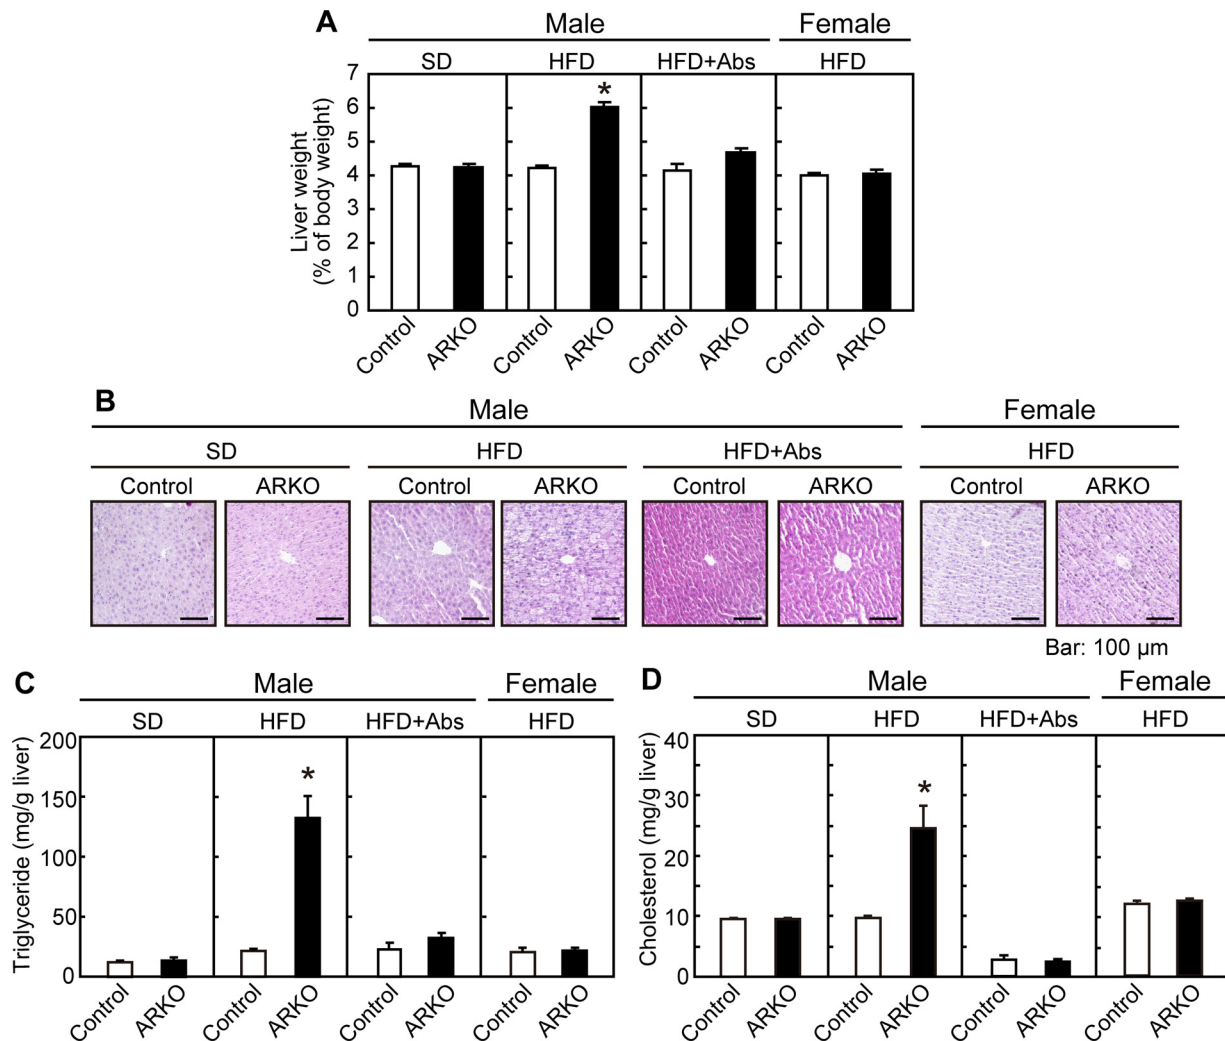 A
Male Female
SD HFD HFD+Abs HFD
Liver weight
(% of body weight)
7
6
5
4
3
2
1
0
*
Control ARKO Control ARKO Control ARKO Control ARKO
B
Male Female
SD HFD HFD+Abs HFD
Control ARKO Control ARKO Control ARKO Control ARKO
Bar: 100 μm
C
Male Female
SD HFD HFD+Abs HFD
Triglyceride (mg/g liver)
200
150
100
50
0
*
Control ARKO Control ARKO Control ARKO Control ARKO
D
Male Female
SD HFD HFD+Abs HFD
Cholesterol (mg/g liver)
40
30
20
10
0
*
Control ARKO Control ARKO Control ARKO Control ARKO